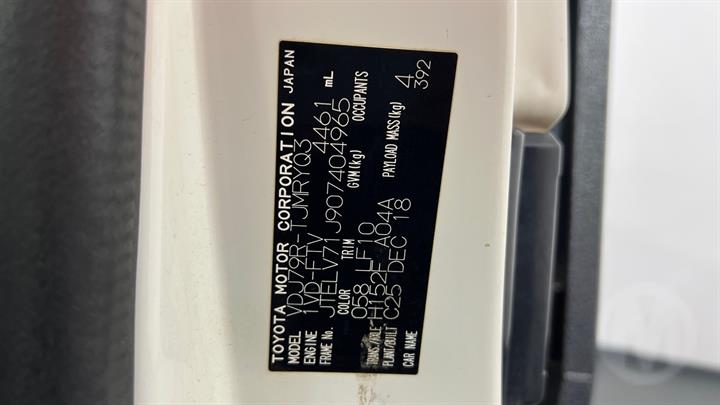 TOYOTA MOTOR CORPORATION JAPAN
MODEL VDJ79R-TJMRYQ3
ENGINE 1VD-FTV 4461 mL
FRAME No. JTELV71J907404965
COLOR TRIM GVM(kg) OCCUPANTS
058 LF10 4
TRANS./AXLE H152F A04A PAYLOAD MASS (kg)
PLANT/BUILT C25 DEC 18 392
CAR NAME